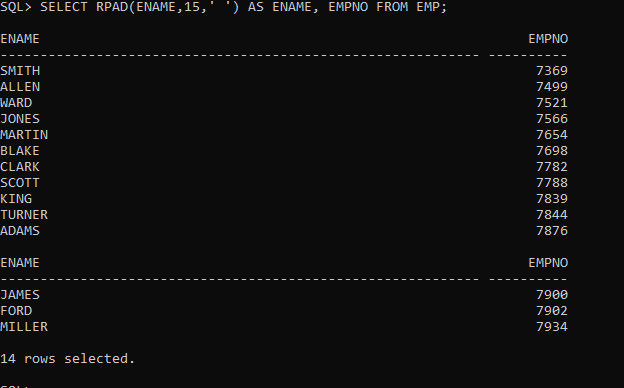 SQL> SELECT RPAD(ENAME,15,' ') AS ENAME, EMPNO FROM EMP;
ENAME                                                             EMPNO
------------------------------------------------------------ ----------
SMITH                                                              7369
ALLEN                                                              7499
WARD                                                               7521
JONES                                                              7566
MARTIN                                                             7654
BLAKE                                                              7698
CLARK                                                              7782
SCOTT                                                              7788
KING                                                               7839
TURNER                                                             7844
ADAMS                                                              7876
ENAME                                                             EMPNO
------------------------------------------------------------ ----------
JAMES                                                              7900
FORD                                                               7902
MILLER                                                             7934
14 rows selected.